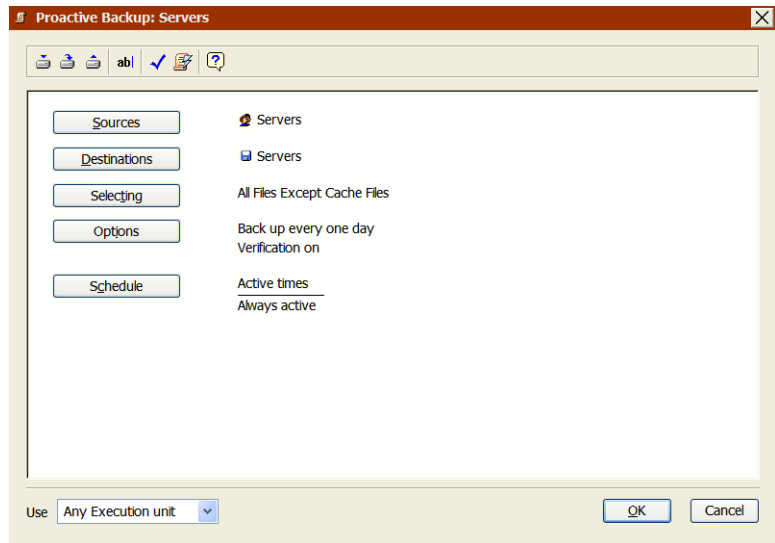 Proactive Backup: Servers
ab
Sources
Servers
Destinations
Servers
Selecting
All Files Except Cache Files
Options
Back up every one day
Verification on
Schedule
Active times
Always active
Use
Any Execution unit
OK
Cancel